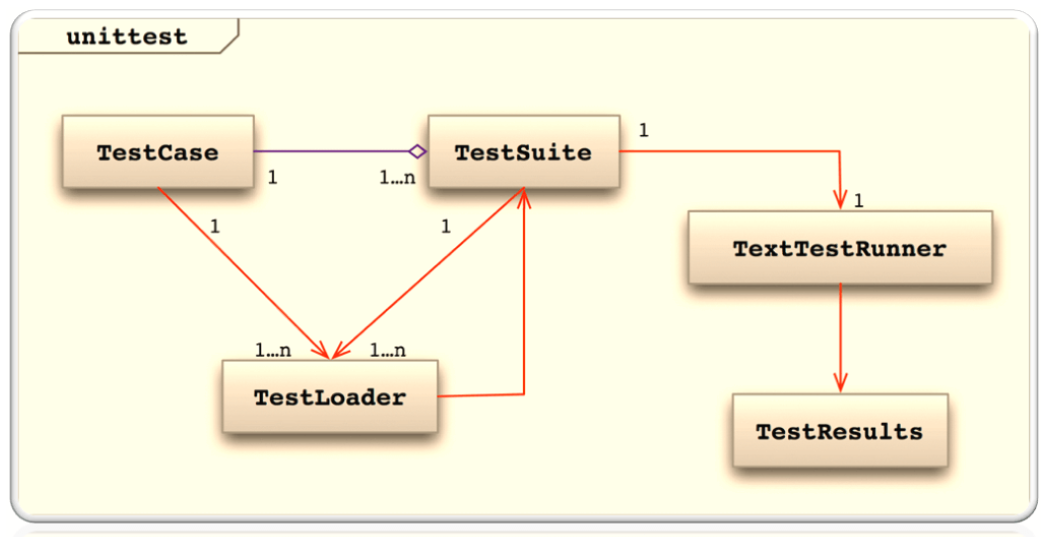 unittest
TestCase
TestSuite
1
1
1…n
1
1
1
TextTestRunner
1…n
1…n
TestLoader
TestResults